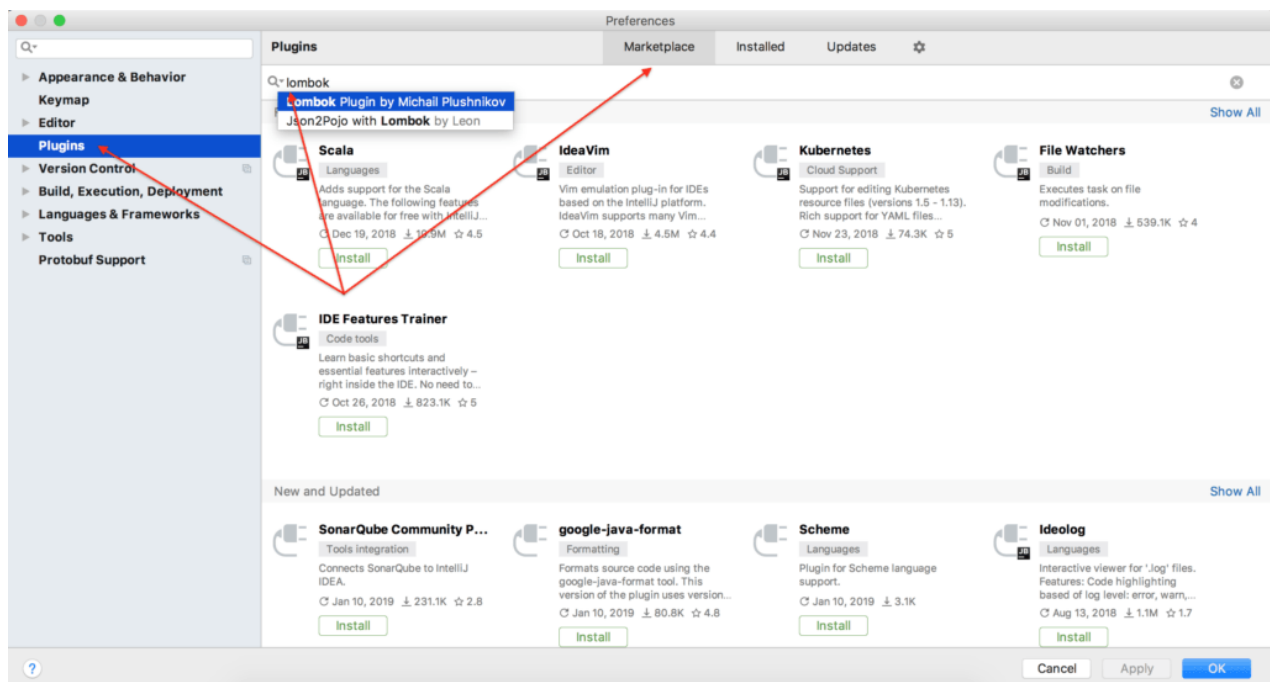 Preferences
Plugins
Marketplace
Installed
Updates
Appearance & Behavior
Keymap
Editor
Plugins
Version Control
Build, Execution, Deployment
Languages & Frameworks
Tools
Protobuf Support
lombok
Lombok Plugin by Michail Plushnikov
Json2Pojo with Lombok by Leon
Show All
Scala
Languages
Adds support for the Scala
language. The following features
are available for free with IntelliJ...
Dec 19, 2018 19.9M 4.5
Install
IdeaVim
Editor
Vim emulation plug-in for IDEs
based on the IntelliJ platform.
IdeaVim supports many Vim...
Oct 18, 2018 4.5M 4.4
Install
Kubernetes
Cloud Support
Support for editing Kubernetes
resource files (versions 1.5 - 1.13).
Rich support for YAML files...
Nov 23, 2018 74.3K 5
Install
File Watchers
Build
Executes task on file
modifications.
Nov 01, 2018 539.1K 4
Install
IDE Features Trainer
Code tools
Learn basic shortcuts and
essential features interactively –
right inside the IDE. No need to...
Oct 26, 2018 823.1K 5
Install
New and Updated
Show All
SonarQube Community P...
Tools integration
Connects SonarQube to IntelliJ
IDEA.
Jan 10, 2019 231.1K 2.8
Install
google-java-format
Formatting
Formats source code using the
google-java-format tool. This
version of the plugin uses version...
Jan 10, 2019 80.8K 4.8
Install
Scheme
Languages
Plugin for Scheme language
support.
Jan 10, 2019 3.1K
Install
Ideolog
Languages
Interactive viewer for '.log' files.
Features: Code highlighting
based of log level: error, warn,...
Aug 13, 2018 1.1M 1.7
Install
?
Cancel
Apply
OK